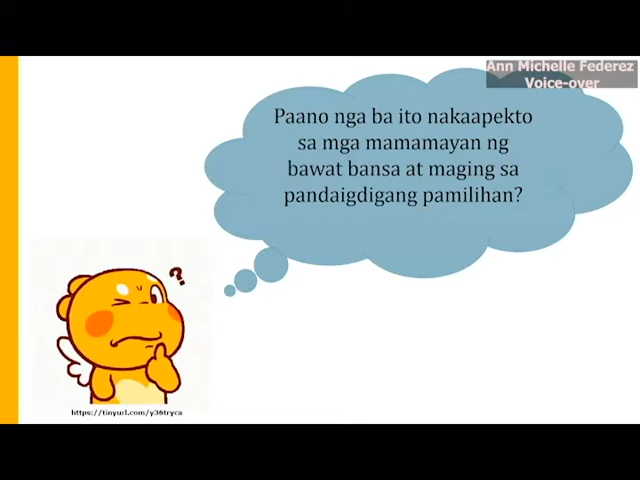 Ann Michelle Federez
Voice-over
Paano nga ba ito nakaapekto
sa mga mamamayan ng
bawat bansa at maging sa
pandaigdigang pamilihan?
?
https://tinyurl.com/y36tryca